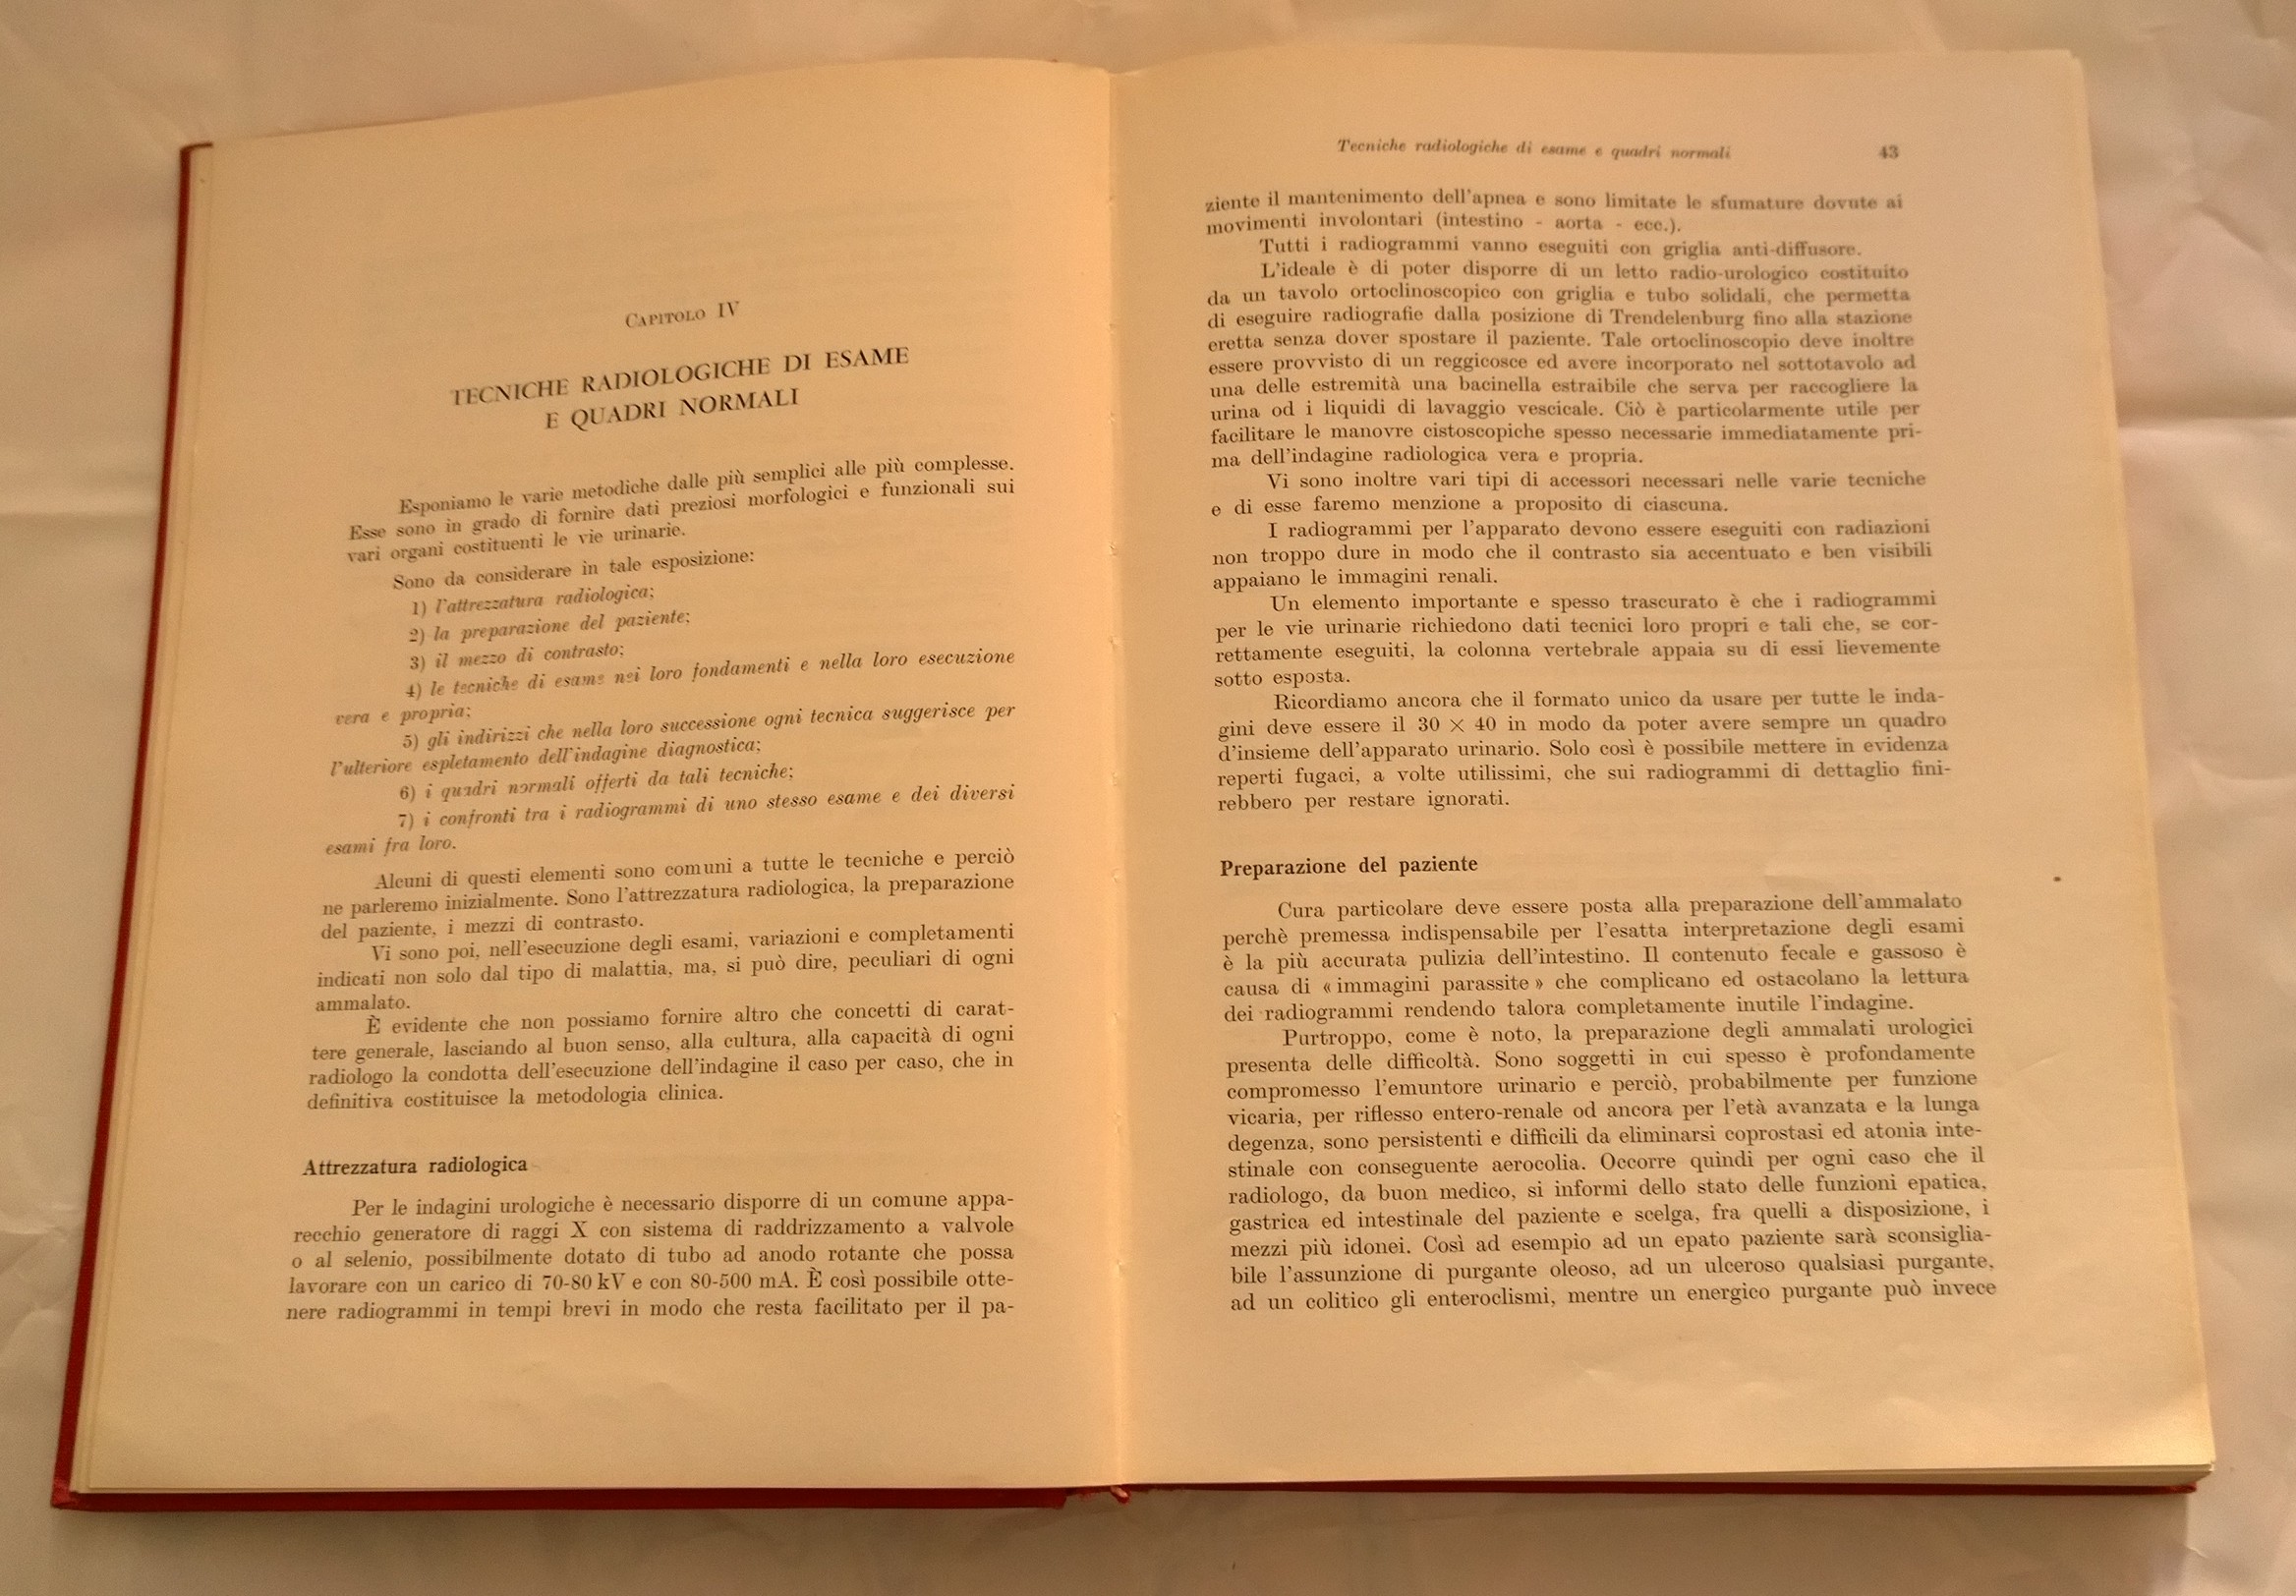 CAPITOLO IV
TECNICHE RADIOLOGICHE DI ESAME
E QUADRI NORMALI
Esponiamo le varie metodiche dalle più semplici alle più complesse.
Esse sono in grado di fornire dati preziosi morfologici e funzionali sui
vari organi costituenti le vie urinarie.
Sono da considerare in tale esposizione:
1) l'attrezzatura radiologica;
2) la preparazione del paziente;
3) il mezzo di contrasto;
4) le tecniche di esame nei loro fondamenti e nella loro esecuzione
vera e propria;
5) gli indirizzi che nella loro successione ogni tecnica suggerisce per
l'ulteriore espletamento dell'indagine diagnostica;
6) i quadri normali offerti da tali tecniche;
7) i confronti tra i radiogrammi di uno stesso esame e dei diversi
esami fra loro.
Alcuni di questi elementi sono comuni a tutte le tecniche e perciò
ne parleremo inizialmente. Sono l'attrezzatura radiologica, la preparazione
del paziente, i mezzi di contrasto.
Vi sono poi, nell'esecuzione degli esami, variazioni e completamenti
indicati non solo dal tipo di malattia, ma, si può dire, peculiari di ogni
ammalato.
È evidente che non possiamo fornire altro che concetti di carat-
tere generale, lasciando al buon senso, alla cultura, alla capacità di ogni
radiologo la condotta dell'esecuzione dell'indagine il caso per caso, che in
definitiva costituisce la metodologia clinica.
Attrezzatura radiologica
Per le indagini urologiche è necessario disporre di un comune appa-
recchio generatore di raggi X con sistema di raddrizzamento a valvole
o al selenio, possibilmente dotato di tubo ad anodo rotante che possa
lavorare con un carico di 70-80 kV e con 80-500 mA. È così possibile otte-
nere radiogrammi in tempi brevi in modo che resta facilitato per il pa-
Tecniche radiologiche di esame e quadri normali 43
ziente il mantenimento dell'apnea e sono limitate le sfumature dovute ai
movimenti involontari (intestino - aorta - ecc.).
Tutti i radiogrammi vanno eseguiti con griglia anti-diffusore.
L'ideale è di poter disporre di un letto radio-urologico costituito
da un tavolo ortoclinoscopico con griglia e tubo solidali, che permetta
di eseguire radiografie dalla posizione di Trendelenburg fino alla stazione
eretta senza dover spostare il paziente. Tale ortoclinoscopio deve inoltre
essere provvisto di un reggicosce ed avere incorporato nel sottotavolo ad
una delle estremità una bacinella estraibile che serva per raccogliere la
urina od i liquidi di lavaggio vescicale. Ciò è particolarmente utile per
facilitare le manovre cistoscopiche spesso necessarie immediatamente pri-
ma dell'indagine radiologica vera e propria.
Vi sono inoltre vari tipi di accessori necessari nelle varie tecniche
e di esse faremo menzione a proposito di ciascuna.
I radiogrammi per l'apparato devono essere eseguiti con radiazioni
non troppo dure in modo che il contrasto sia accentuato e ben visibili
appaiano le immagini renali.
Un elemento importante e spesso trascurato è che i radiogrammi
per le vie urinarie richiedono dati tecnici loro propri e tali che, se cor-
rettamente eseguiti, la colonna vertebrale appaia su di essi lievemente
sotto esposta.
Ricordiamo ancora che il formato unico da usare per tutte le inda-
gini deve essere il 30 × 40 in modo da poter avere sempre un quadro
d'insieme dell'apparato urinario. Solo così è possibile mettere in evidenza
reperti fugaci, a volte utilissimi, che sui radiogrammi di dettaglio fini-
rebbero per restare ignorati.
Preparazione del paziente
Cura particolare deve essere posta alla preparazione dell'ammalato
perchè premessa indispensabile per l'esatta interpretazione degli esami
è la più accurata pulizia dell'intestino. Il contenuto fecale e gassoso è
causa di « immagini parassite » che complicano ed ostacolano la lettura
dei radiogrammi rendendo talora completamente inutile l'indagine.
Purtroppo, come è noto, la preparazione degli ammalati urologici
presenta delle difficoltà. Sono soggetti in cui spesso è profondamente
compromesso l'emuntore urinario e perciò, probabilmente per funzione
vicaria, per riflesso entero-renale od ancora per l'età avanzata e la lunga
degenza, sono persistenti e difficili da eliminarsi coprostasi ed atonia inte-
stinale con conseguente aerocolia. Occorre quindi per ogni caso che il
radiologo, da buon medico, si informi dello stato delle funzioni epatica,
gastrica ed intestinale del paziente e scelga, fra quelli a disposizione, i
mezzi più idonei. Così ad esempio ad un epato paziente sarà sconsiglia-
bile l'assunzione di purgante oleoso, ad un ulceroso qualsiasi purgante,
ad un colitico gli enteroclismi, mentre un energico purgante può invece